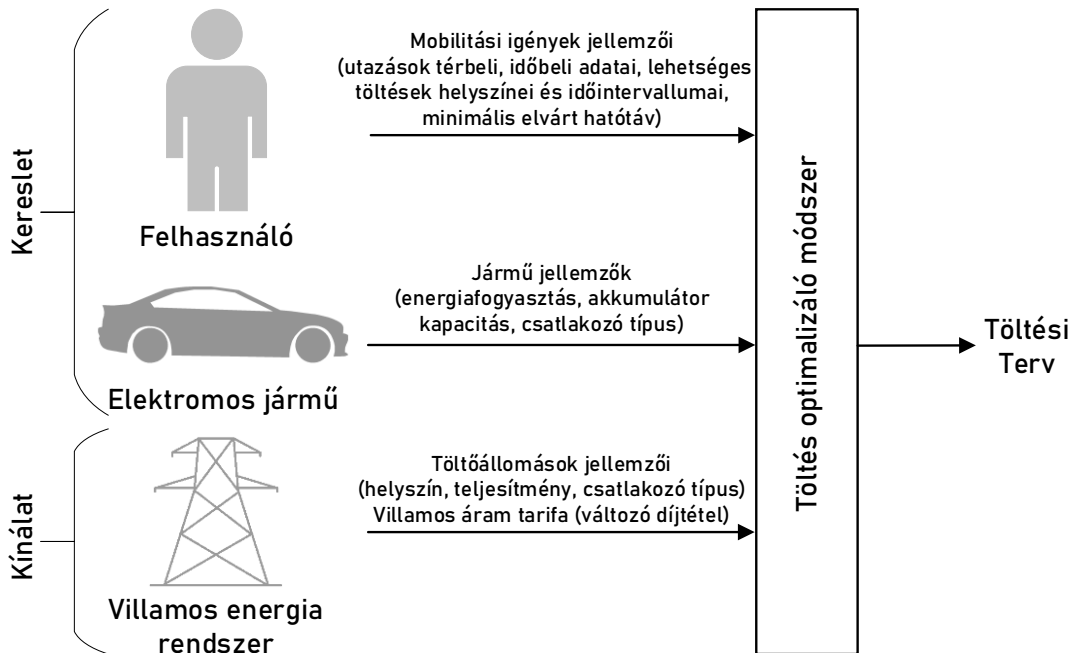 Kereslet
Felhasználó
Mobilitási igények jellemzői
(utazások térbeli, időbeli adatai, lehetséges
töltések helyszínei és időintervallumai,
minimális elvárt hatótáv)
Elektromos jármű
Jármű jellemzők
(energiafogyasztás, akkumulátor
kapacitás, csatlakozó típus)
Kínálat
Villamos energia
rendszer
Töltőállomások jellemzői
(helyszín, teljesítmény, csatlakozó típus)
Villamos áram tarifa (változó díjtétel)
Töltés optimalizáló módszer
Töltési
Terv